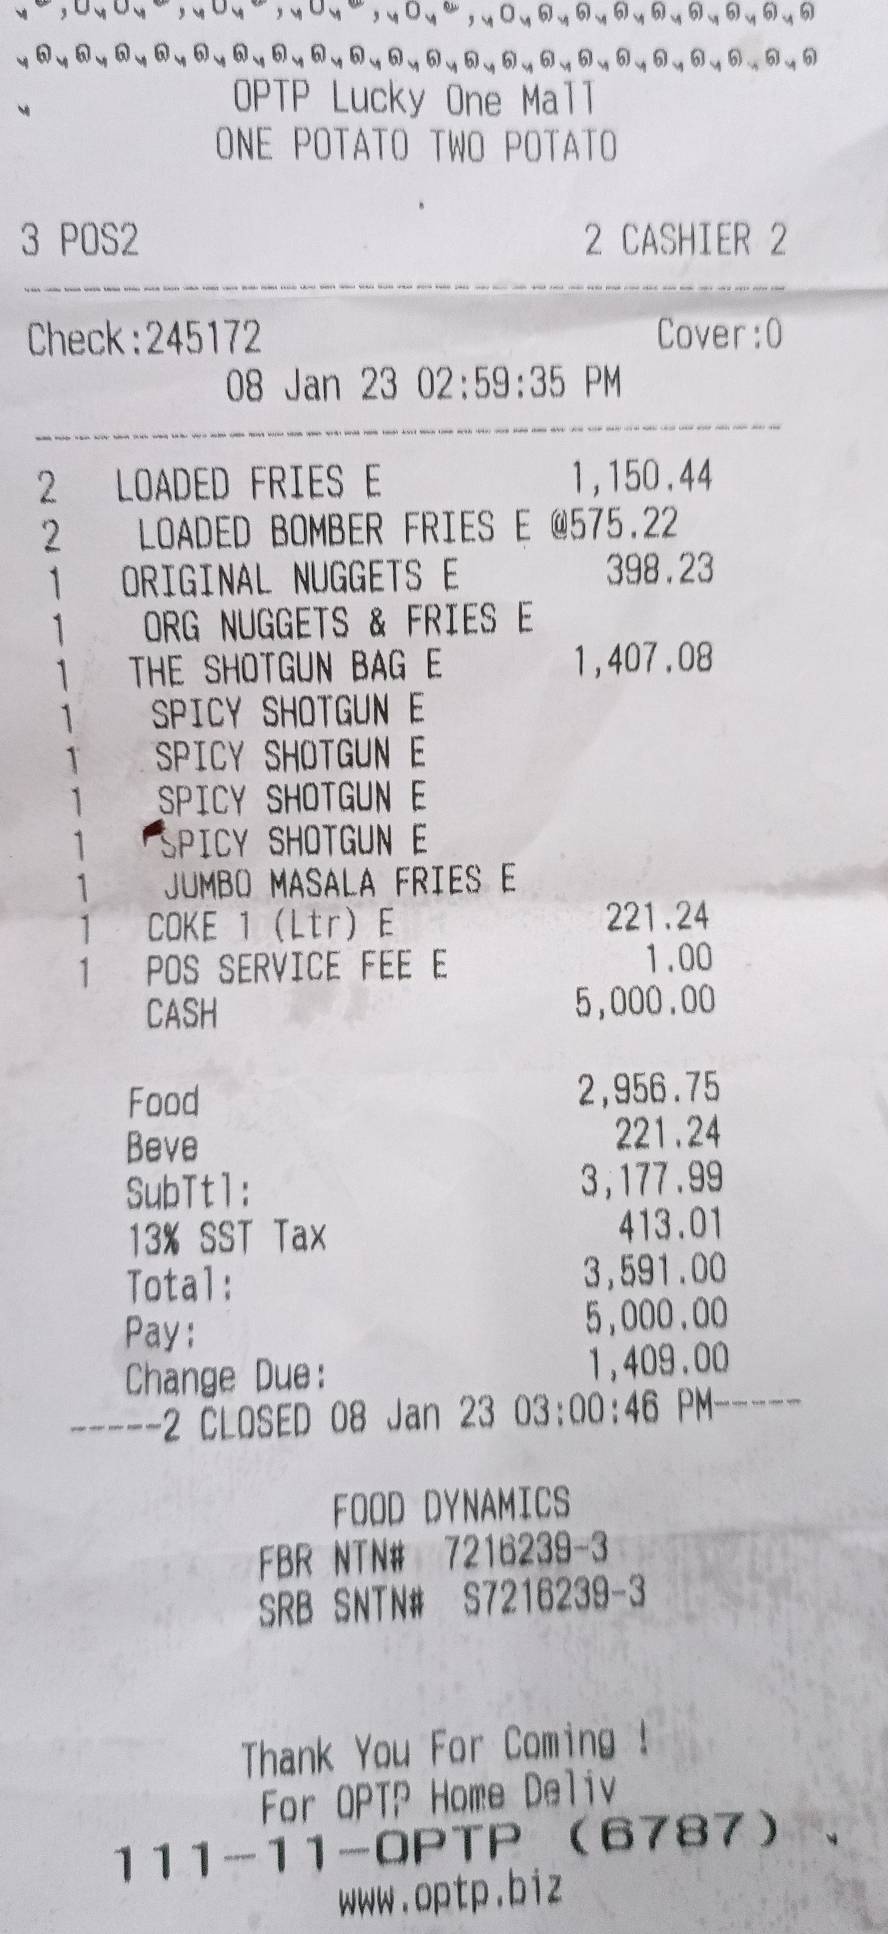 OPTP Lucky One Mall
ONE POTATO TWO POTATO
3 POS2 2 CASHIER 2
Check:245172 Cover:0
08 Jan 23 02:59:35 PM
2 LOADED FRIES E 1,150.44
2 LOADED BOMBER FRIES E @575.22
1 ORIGINAL NUGGETS E 398.23
1 ORG NUGGETS & FRIES E
1 THE SHOTGUN BAG E 1,407.08
1 SPICY SHOTGUN E
1 SPICY SHOTGUN E
1 SPICY SHOTGUN E
1 SPICY SHOTGUN E
1 JUMBO MASALA FRIES E
1 COKE 1 (Ltr) E 221.24
1 POS SERVICE FEE E 1.00
CASH 5,000.00
Food 2,956.75
Beve 221.24
SubTtl: 3,177.99
13% SST Tax 413.01
Total: 3,591.00
Pay: 5,000.00
Change Due: 1,409.00
-----2 CLOSED 08 Jan 23 03:00:46 PM-----
FOOD DYNAMICS
FBR NTN# 7216239-3
SRB SNTN# S7216239-3
Thank You For Coming !
For OPTP Home Deliv
111-11-OPTP (6787)
www.optp.biz